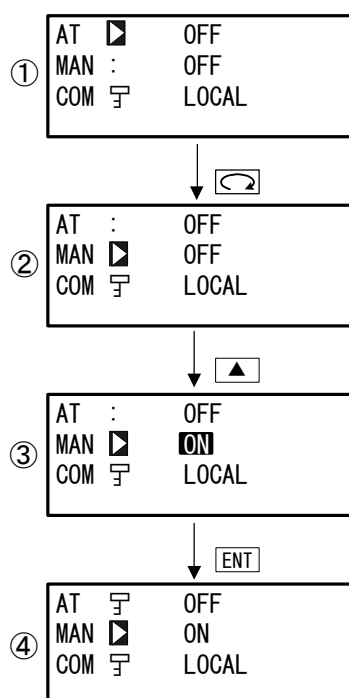 ①
AT ▶ OFF
MAN : OFF
COM LOCAL
②
AT : OFF
MAN ▶ OFF
COM LOCAL
▲
③
AT : OFF
MAN ▶ ON
COM LOCAL
ENT
④
AT OFF
MAN ▶ ON
COM LOCAL